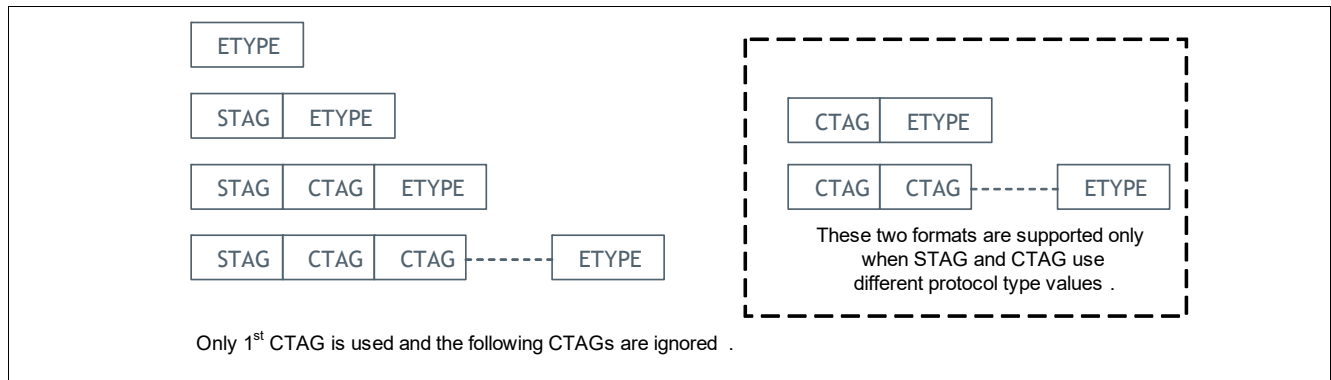 ETYPE
STAG ETYPE
STAG CTAG ETYPE
STAG CTAG CTAG ETYPE
Only 1st CTAG is used and the following CTAGs are ignored .
CTAG ETYPE
CTAG CTAG ETYPE
These two formats are supported only
when STAG and CTAG use
different protocol type values .